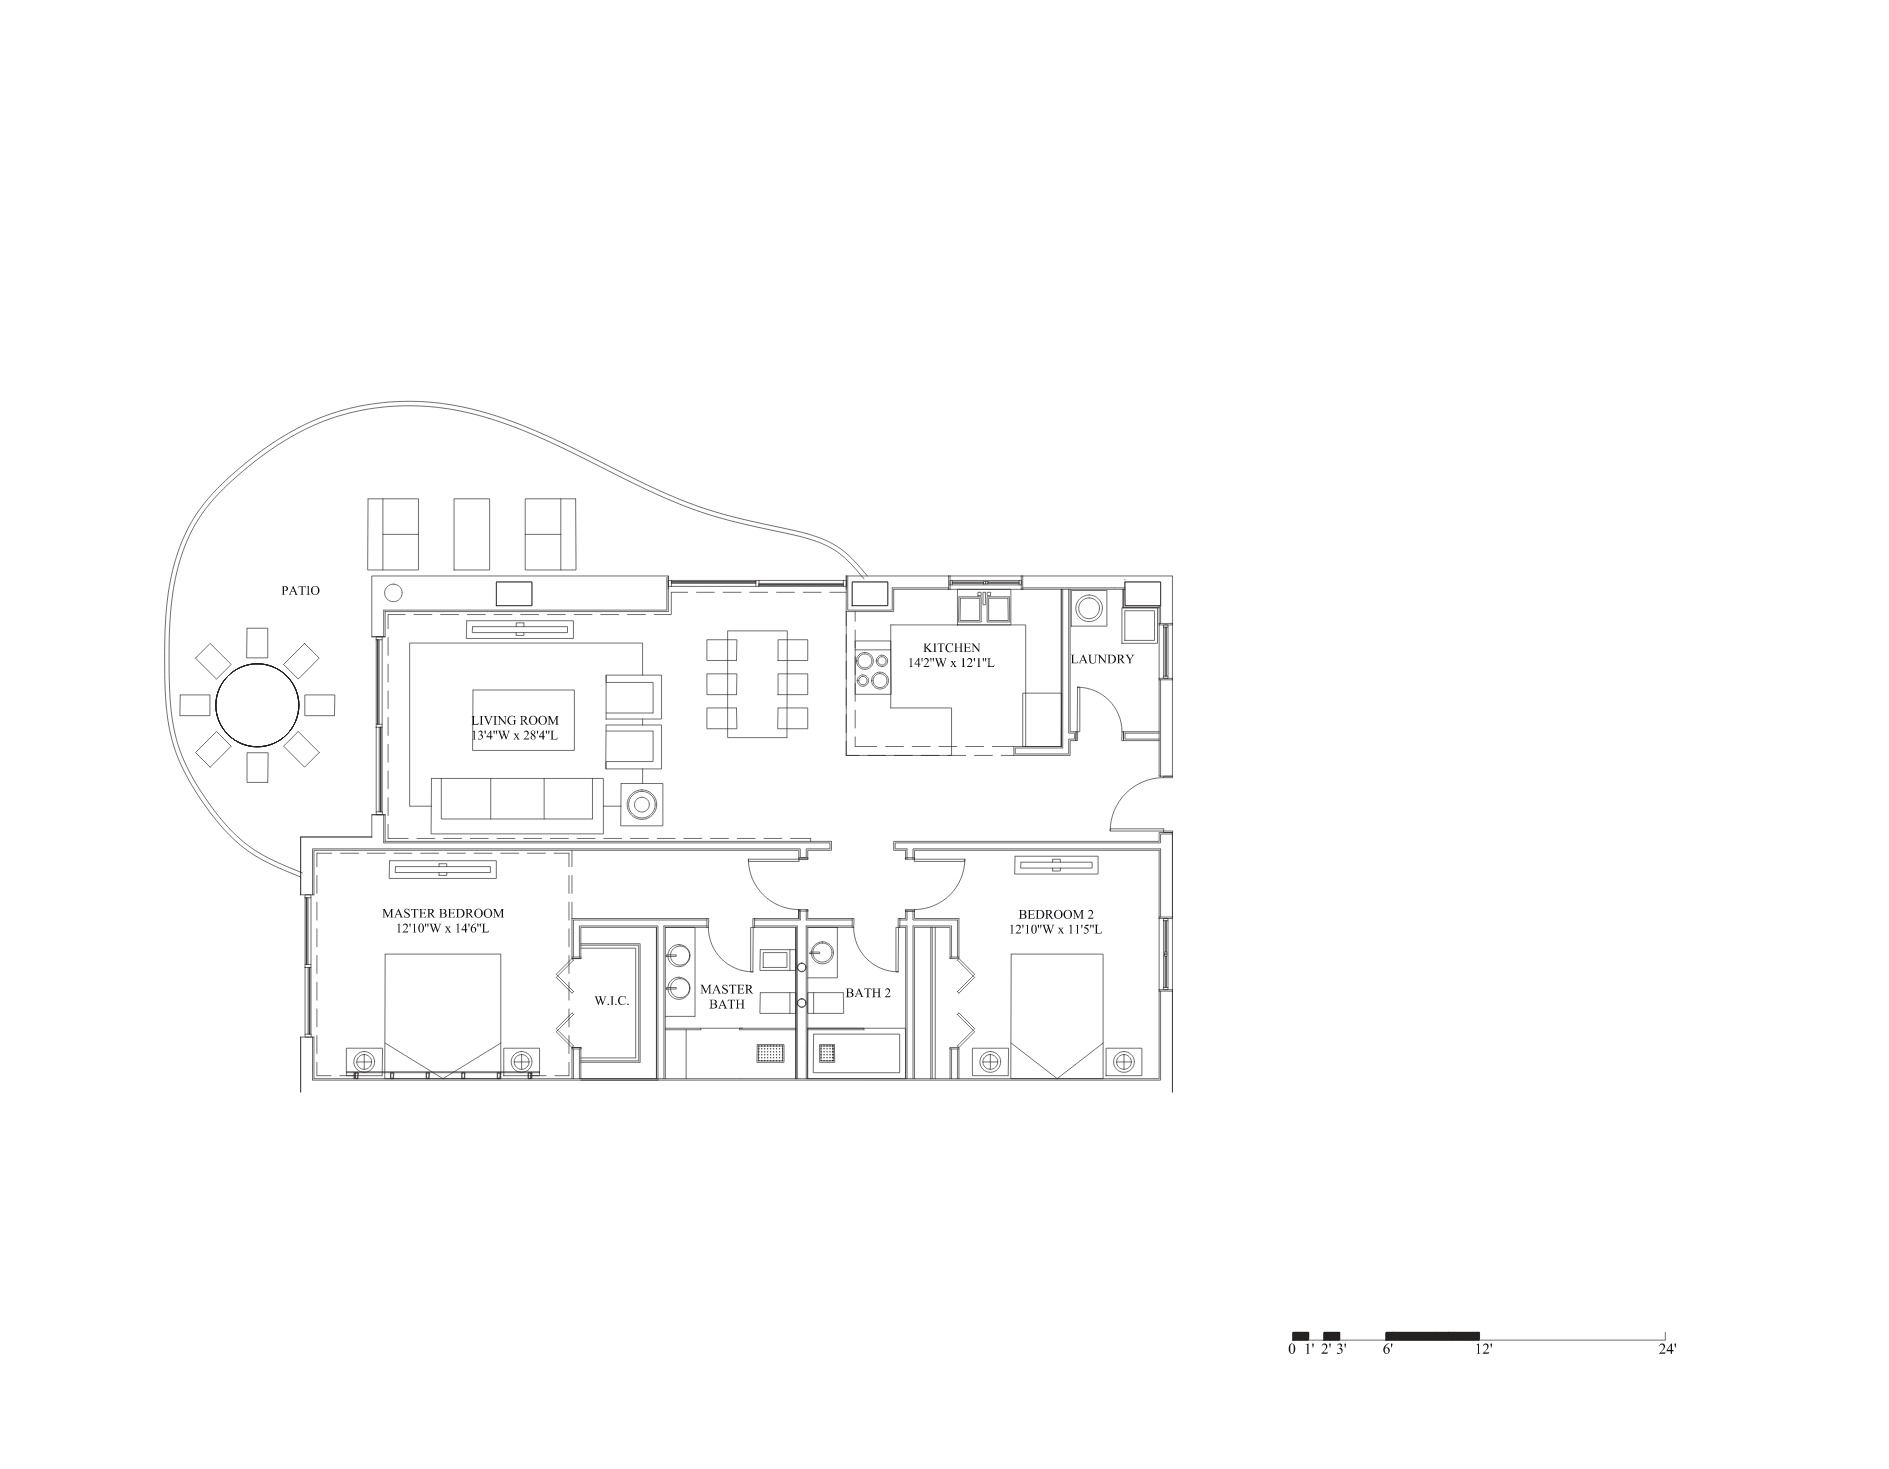 PATIO
KITCHEN
14'2"W x 12'1"L
LAUNDRY
LIVING ROOM
13'4"W x 28'4"L
MASTER BEDROOM
12'10"W x 14'6"L
BEDROOM 2
12'10"W x 11'5"L
W.I.C.
MASTER
BATH
BATH 2
0 1' 2' 3' 6' 12' 24'